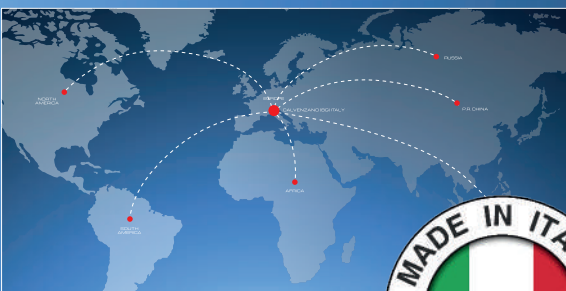 RUSSIA
NORTH
AMERICA
EUROPE
CALVENZANO (BG) ITALY
P.R. CHINA
AFRICA
SOUTH
AMERICA
MADE IN ITA